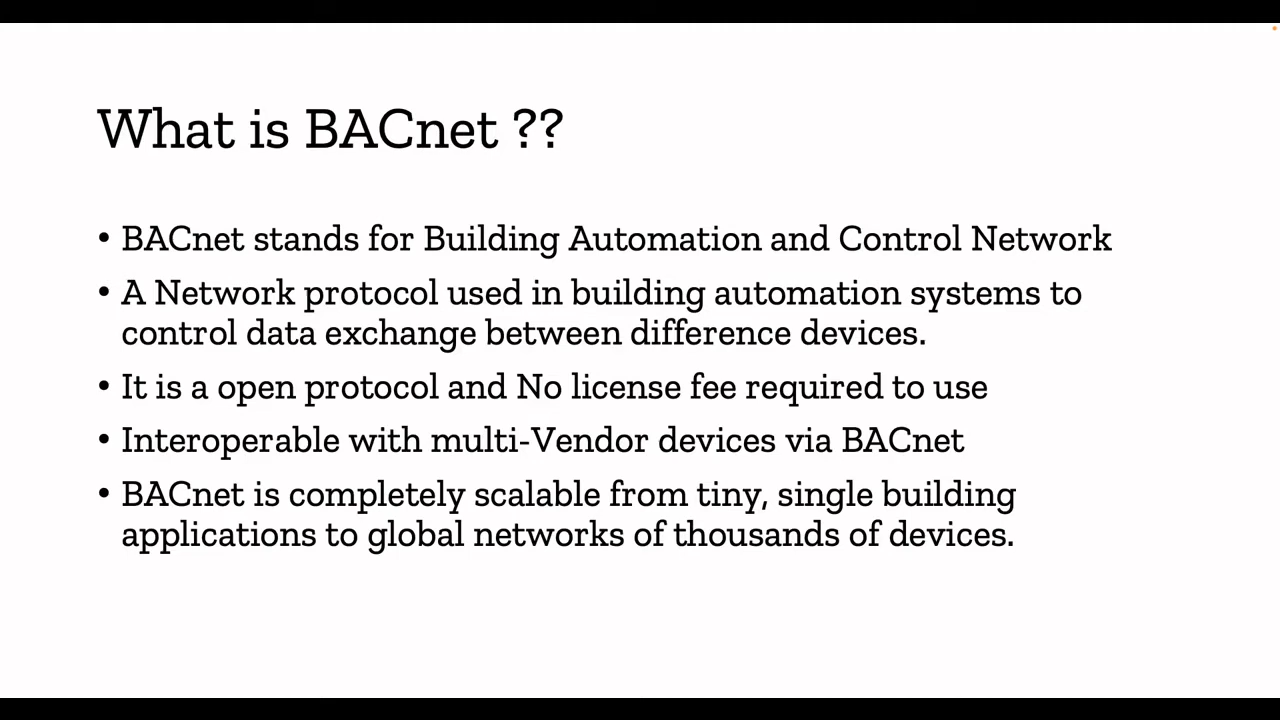 What is BACnet ??
• BACnet stands for Building Automation and Control Network
• A Network protocol used in building automation systems to
control data exchange between difference devices.
• It is a open protocol and No license fee required to use
• Interoperable with multi-Vendor devices via BACnet
• BACnet is completely scalable from tiny, single building
applications to global networks of thousands of devices.